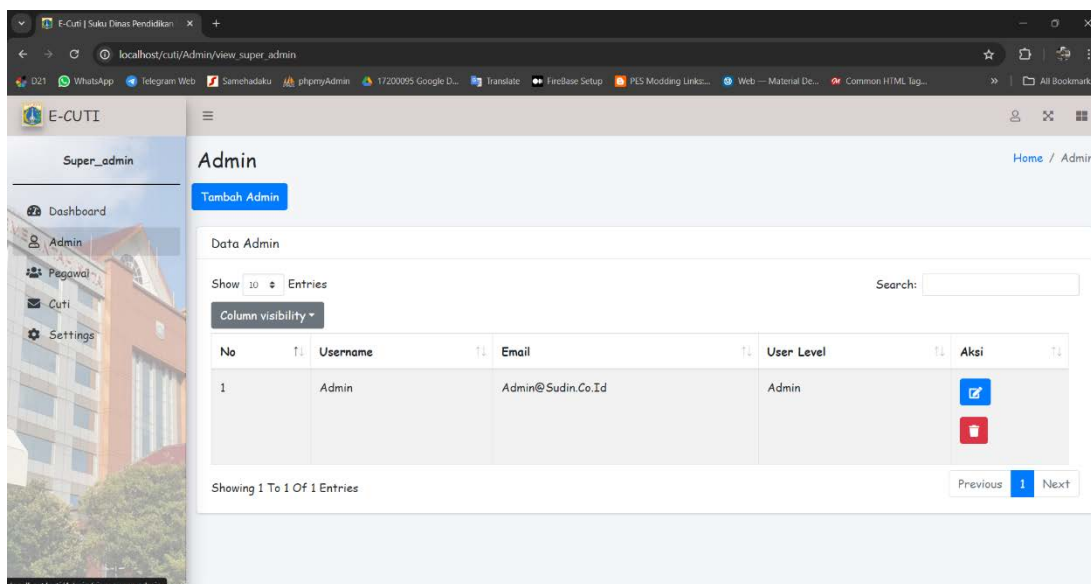 E-Cuti | Suku Dinas Pendidikan
localhost/cuti/Admin/view_super_admin
D21 WhatsApp Telegram Web Samehadaku phpmyAdmin 17200095 Google D... Translate FireBase Setup PES Modding Links:... Web — Material De... Common HTML Tag... » All Bookmark
E-CUTI
Super_admin
Dashboard
Admin
Pegawai
Cuti
Settings
Admin
Home / Admin
Tambah Admin
Data Admin
Show 10 Entries Search:
Column visibility
No Username Email User Level Aksi
1 Admin Admin@Sudin.Co.Id Admin
Showing 1 To 1 Of 1 Entries
Previous 1 Next